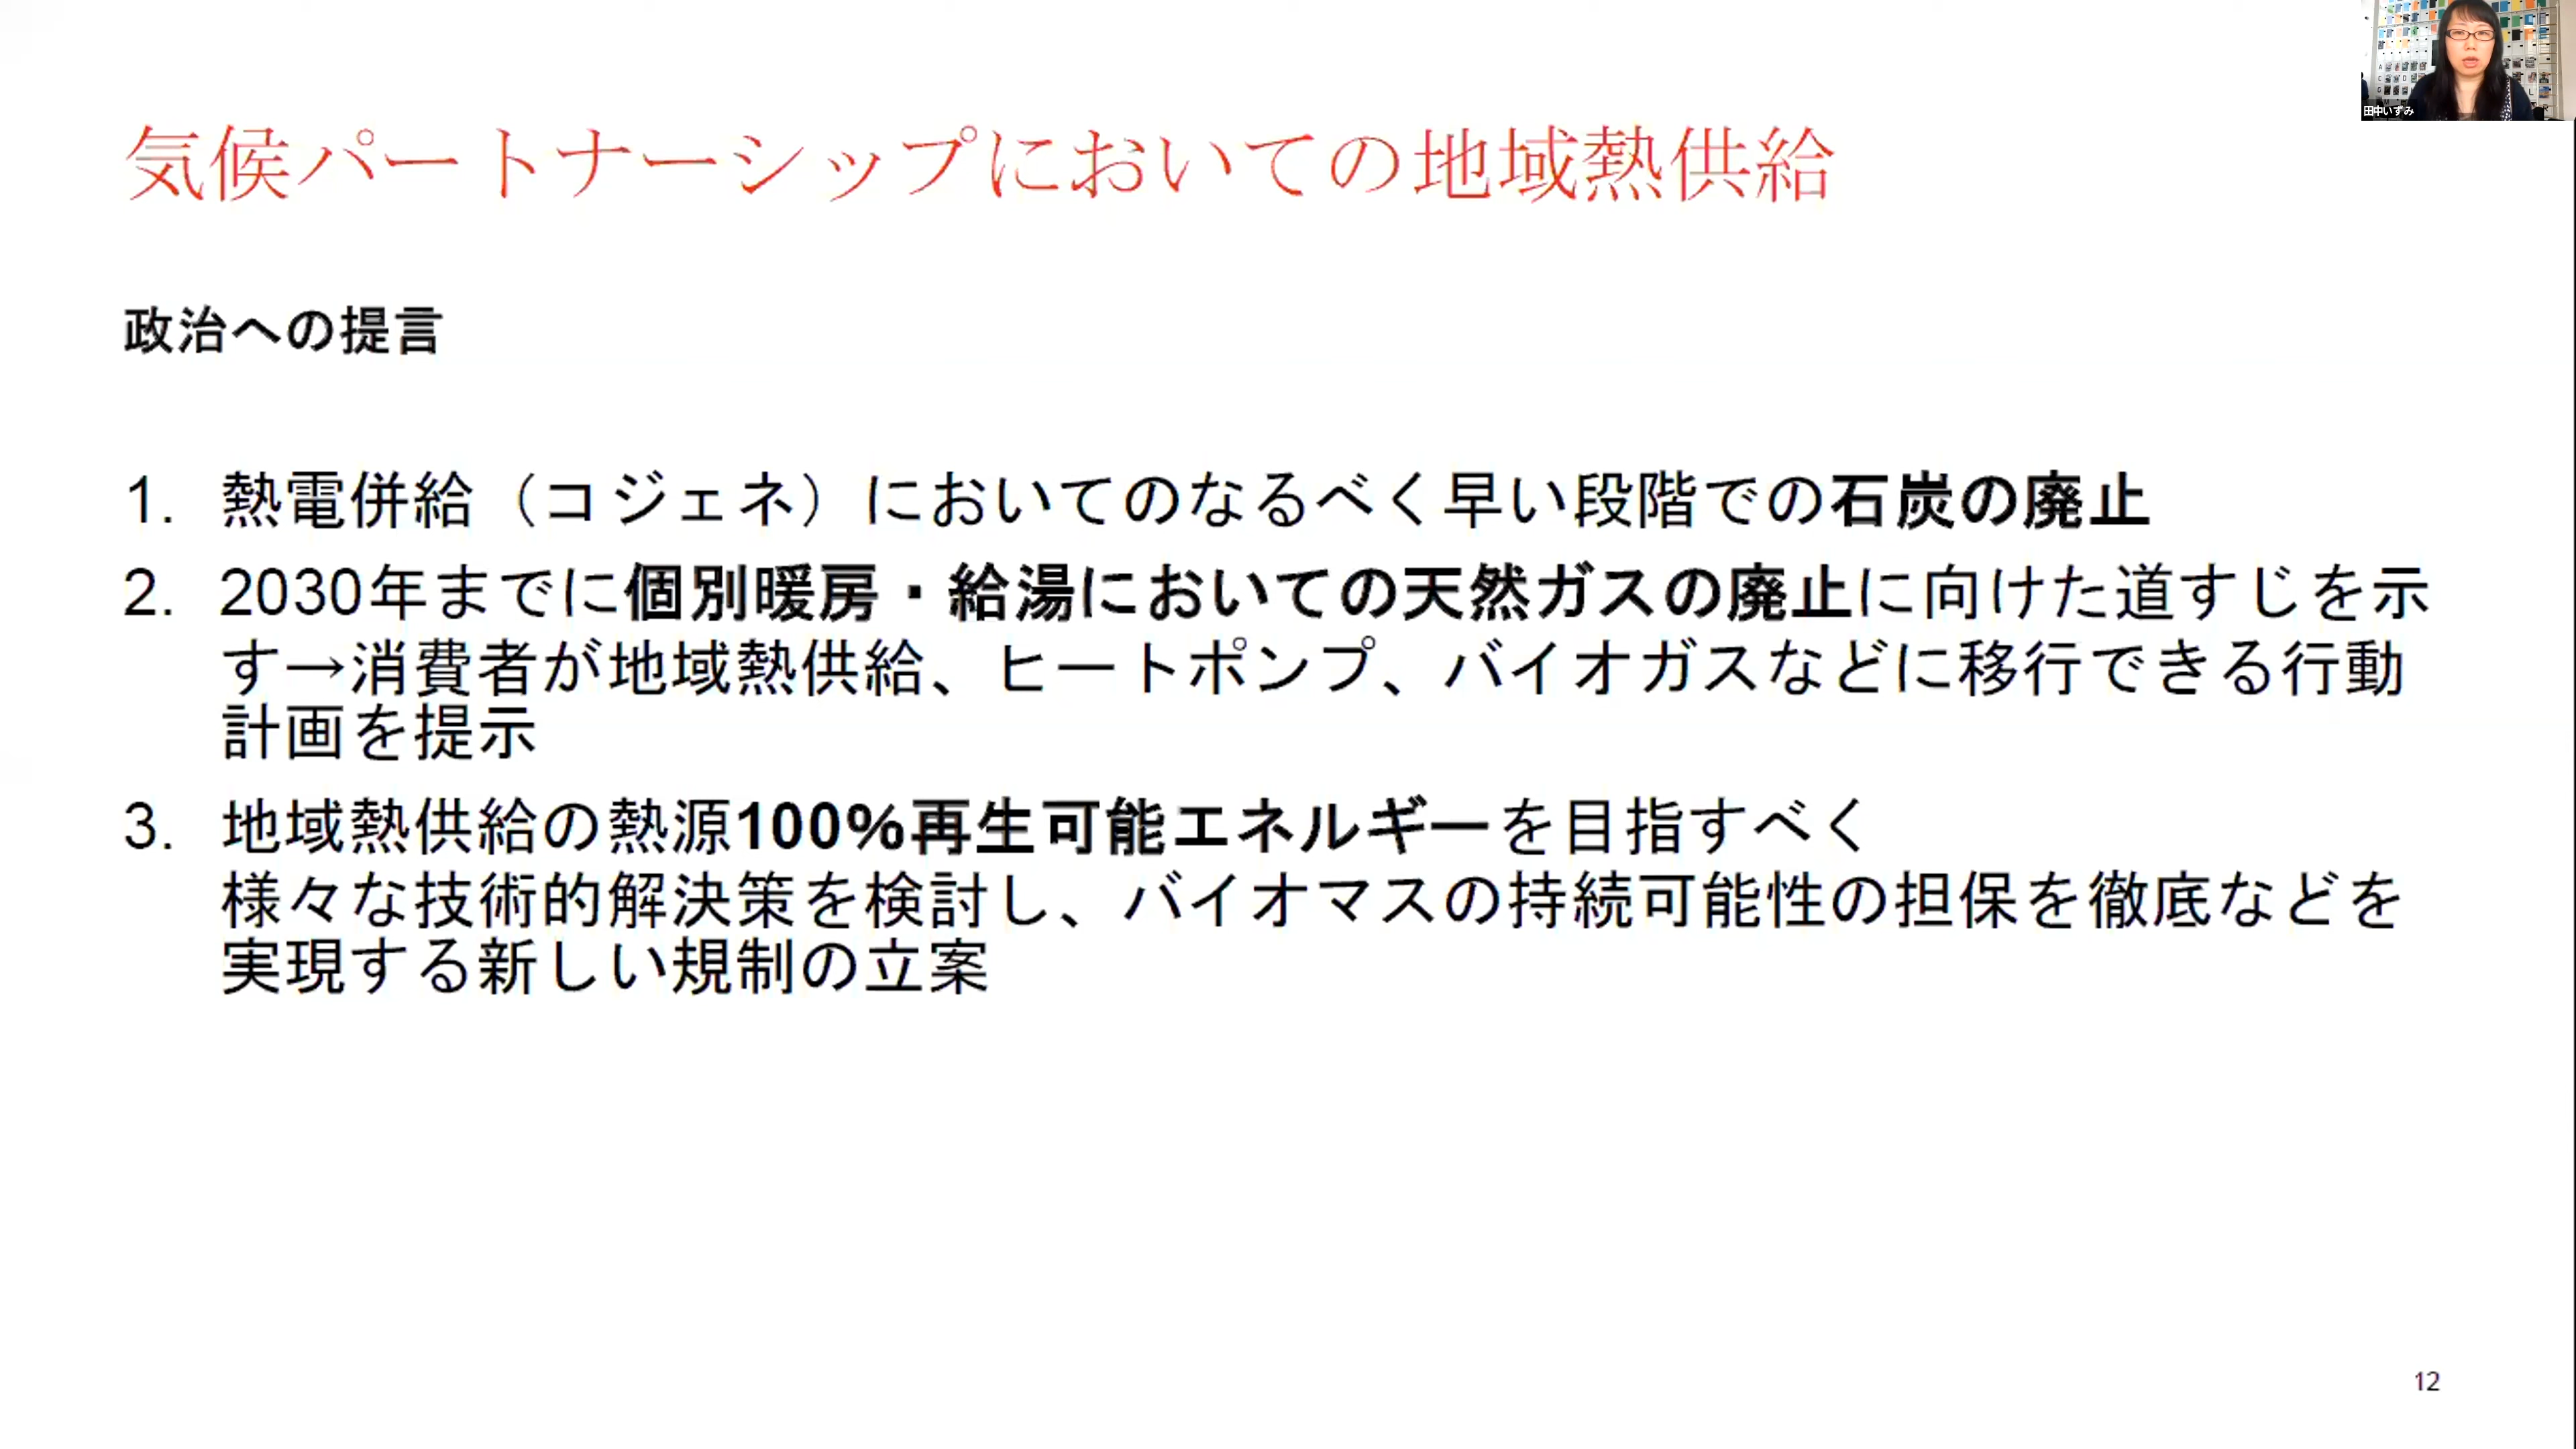 気候パートナーシップにおいての地域熱供給
田中いずみ
政治への提言
1. 熱電併給（コジェネ）においてのなるべく早い段階での石炭の廃止
2. 2030年までに個別暖房・給湯においての天然ガスの廃止に向けた道すじを示
す→消費者が地域熱供給、ヒートポンプ、バイオガスなどに移行できる行動
計画を提示
3. 地域熱供給の熱源100%再生可能エネルギーを目指すべく
様々な技術的解決策を検討し、バイオマスの持続可能性の担保を徹底などを
実現する新しい規制の立案
12